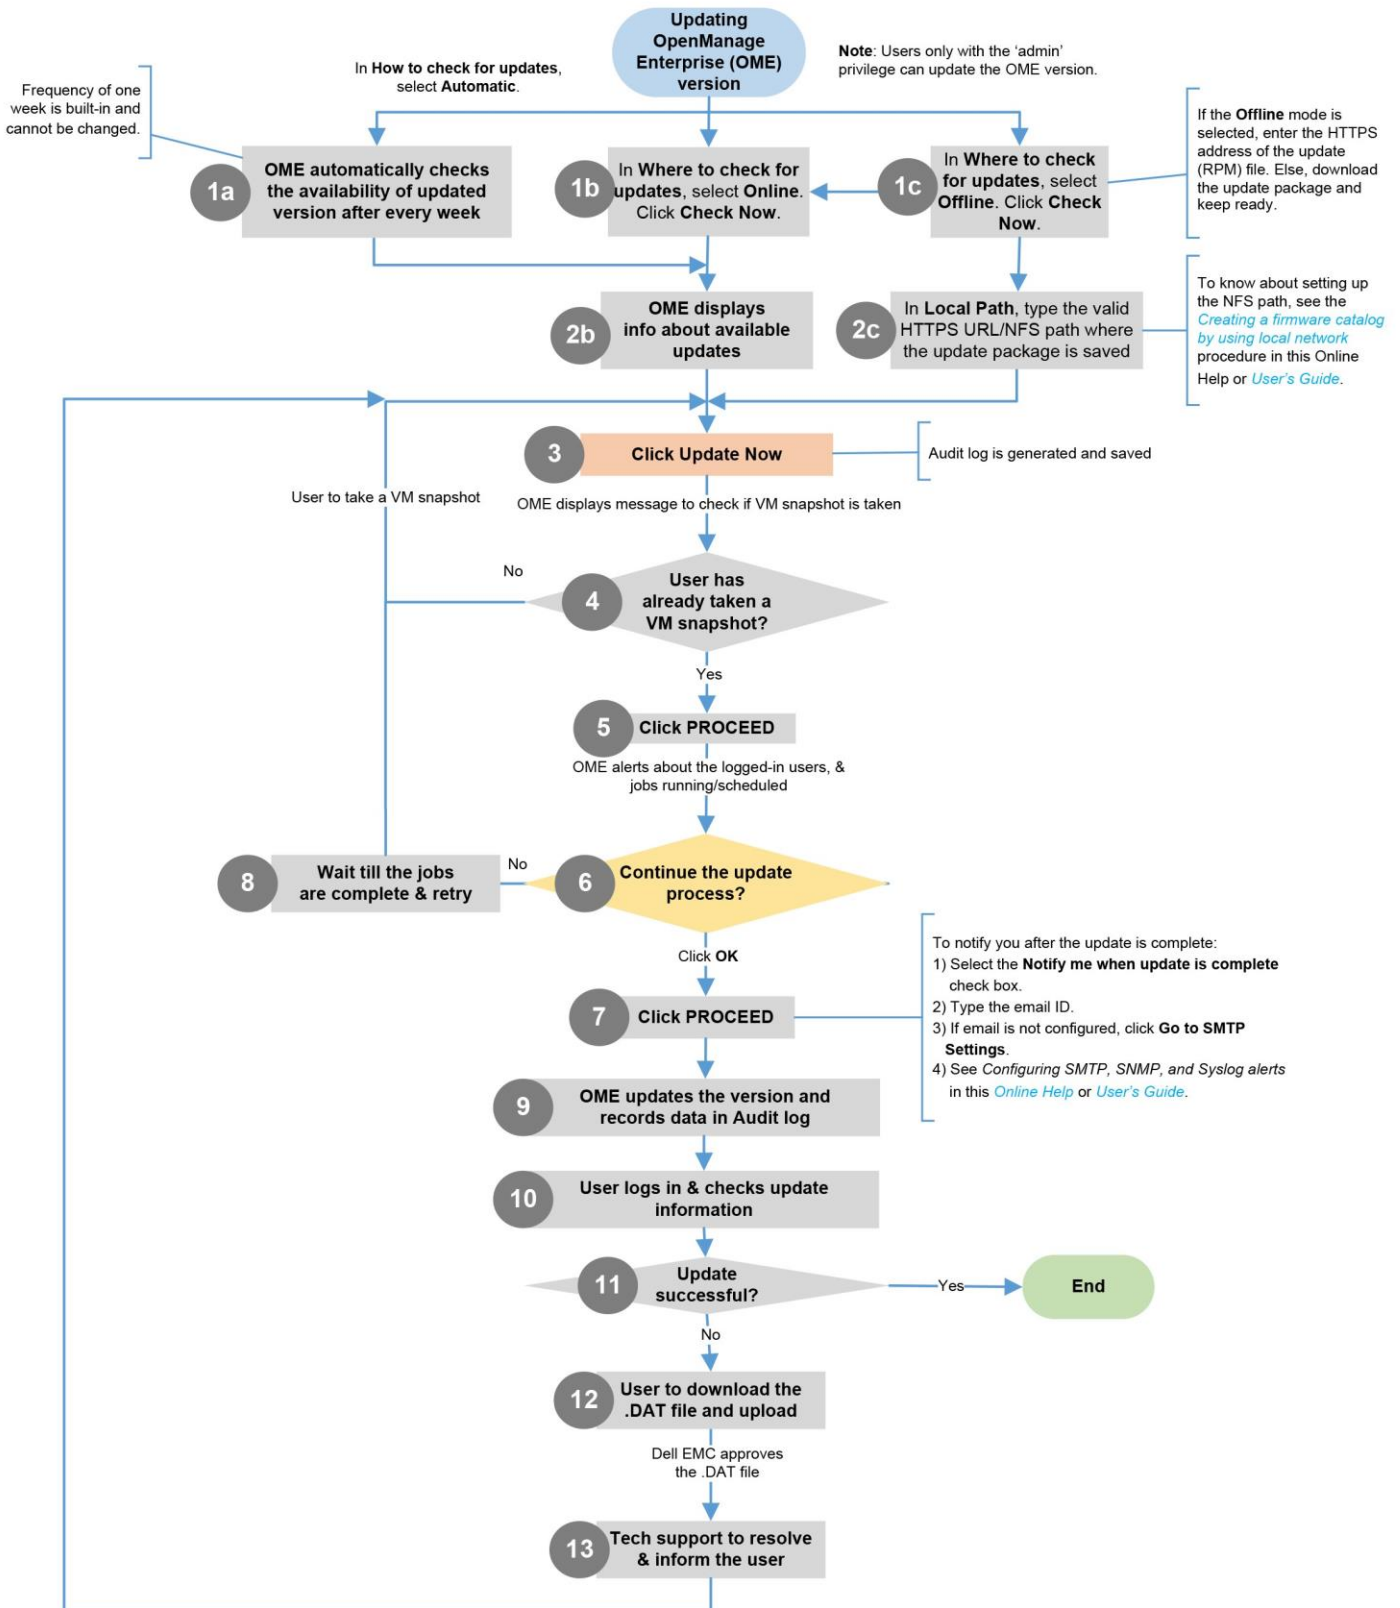 Updating
OpenManage
Enterprise (OME)
version
Note: Users only with the ‘admin’
privilege can update the OME version.
In How to check for updates,
select Automatic.
Frequency of one
week is built-in and
cannot be changed.
1a
OME automatically checks
the availability of updated
version after every week
1b
In Where to check for
updates, select Online.
Click Check Now.
1c
In Where to check
for updates, select
Offline. Click Check
Now.
If the Offline mode is
selected, enter the HTTPS
address of the update
(RPM) file. Else, download
the update package and
keep ready.
2b
OME displays
info about available
updates
2c
In Local Path, type the valid
HTTPS URL/NFS path where
the update package is saved
To know about setting up
the NFS path, see the
Creating a firmware catalog
by using local network
procedure in this Online
Help or User’s Guide.
3
Click Update Now
Audit log is generated and saved
User to take a VM snapshot
OME displays message to check if VM snapshot is taken
No
4
User has
already taken a
VM snapshot?
Yes
5
Click PROCEED
OME alerts about the logged-in users, &
jobs running/scheduled
8
Wait till the jobs
are complete & retry
No
6
Continue the update
process?
Click OK
7
Click PROCEED
To notify you after the update is complete:
1) Select the Notify me when update is complete
check box.
2) Type the email ID.
3) If email is not configured, click Go to SMTP
Settings.
4) See Configuring SMTP, SNMP, and Syslog alerts
in this Online Help or User’s Guide.
9
OME updates the version and
records data in Audit log
10
User logs in & checks update
information
11
Update
successful?
Yes
End
No
12
User to download the
.DAT file and upload
Dell EMC approves
the .DAT file
13
Tech support to resolve
& inform the user